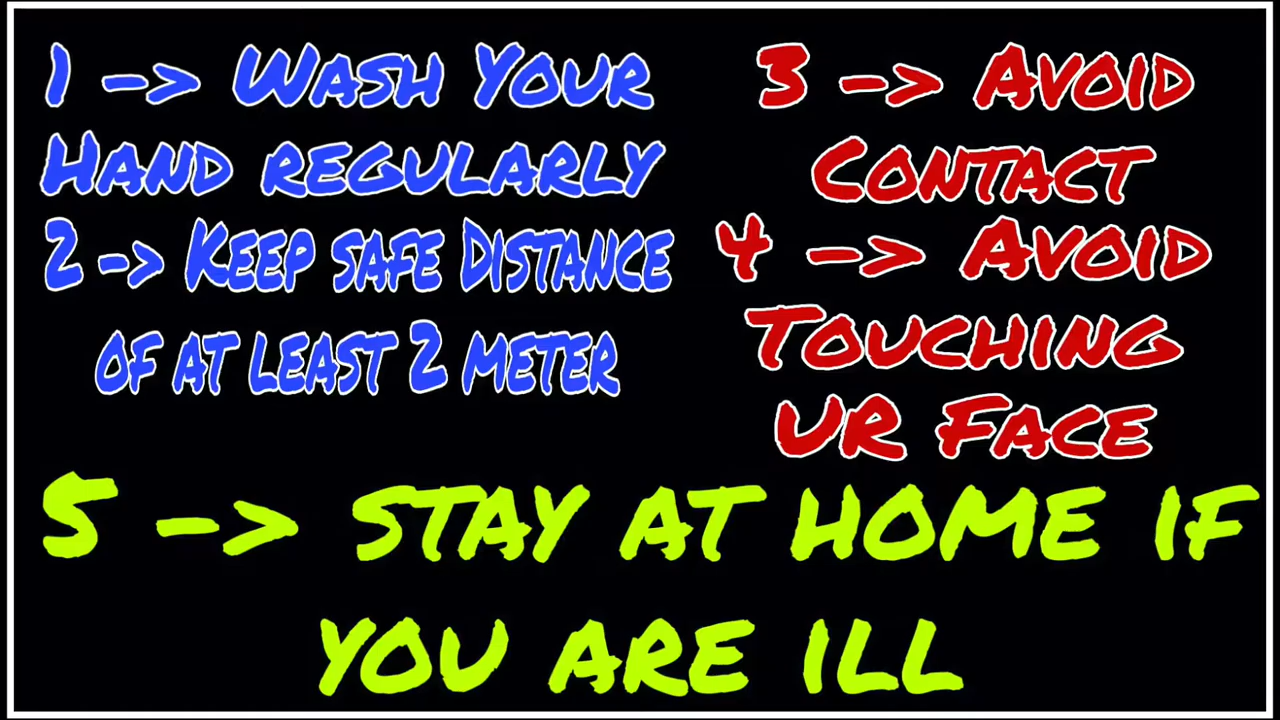 1 -> Wash Your
Hand regularly
2 -> Keep safe Distance
of at least 2 meter
3 -> Avoid
Contact
4 -> Avoid
Touching
ur Face
5 -> stay at home if
you are ill